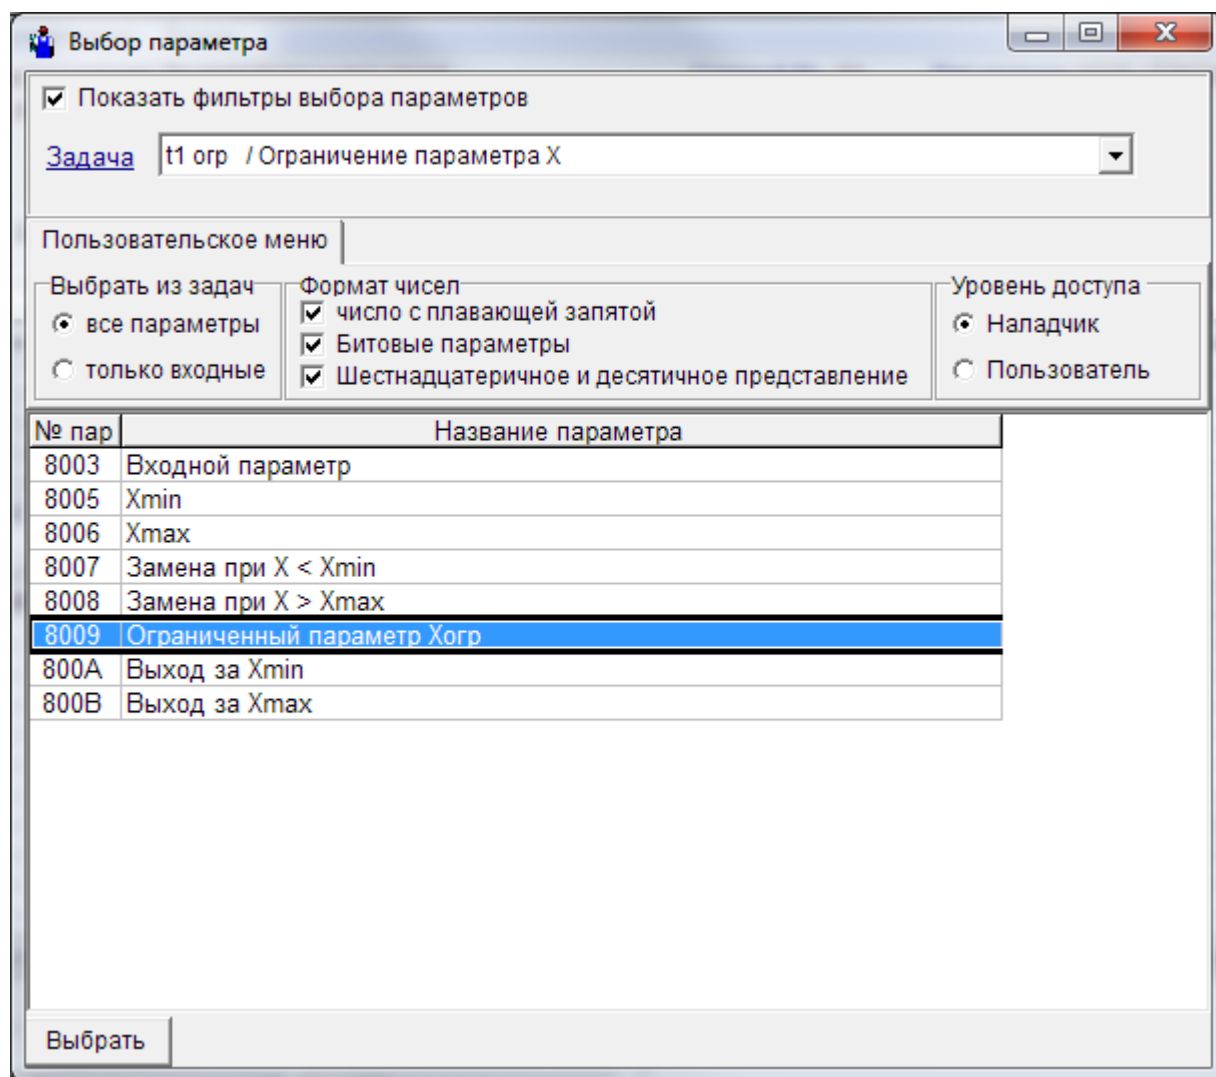 Выбор параметра
Показать фильтры выбора параметров
Задача t1 огр / Ограничение параметра X
Пользовательское меню
Выбрать из задач Формат чисел Уровень доступа
все параметры число с плавающей запятой Наладчик
Битовые параметры
только входные Шестнадцатеричное и десятичное представление Пользователь
№ пар Название параметра
8003 Входной параметр
8005 Xmin
8006 Xmax
8007 Замена при X < Xmin
8008 Замена при X > Xmax
8009 Ограниченный параметр Xогр
800A Выход за Xmin
800B Выход за Xmax
Выбрать